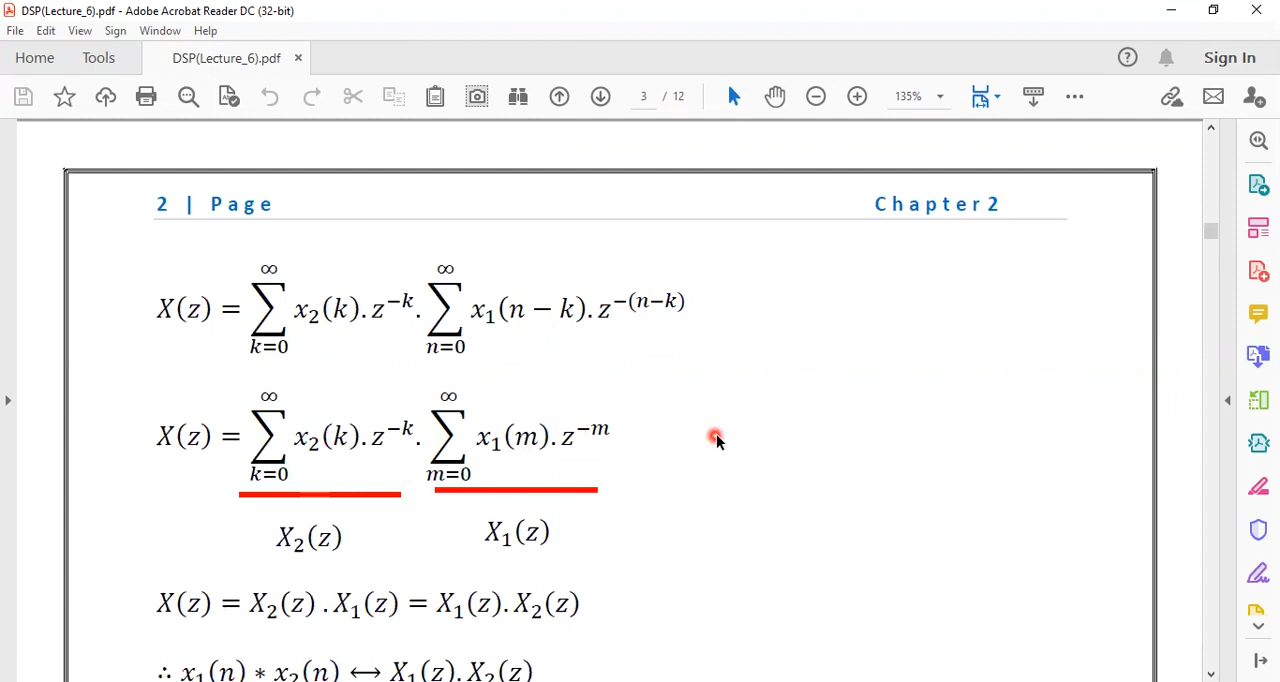 DSP(Lecture_6).pdf - Adobe Acrobat Reader DC (32-bit)
File Edit View Sign Window Help
Home Tools DSP(Lecture_6).pdf × Sign In
3 / 12 135%
2 | Page Chapter2
X(z) = ∑_{k=0}^{∞} x₂(k).z^{−k}. ∑_{n=0}^{∞} x₁(n − k).z^{−(n−k)}
X(z) = ∑_{k=0}^{∞} x₂(k).z^{−k}. ∑_{m=0}^{∞} x₁(m).z^{−m}
X₂(z) X₁(z)
X(z) = X₂(z) .X₁(z) = X₁(z).X₂(z)
∴ x₁(n) ∗ x₂(n) ⟷ X₁(z).X₂(z)